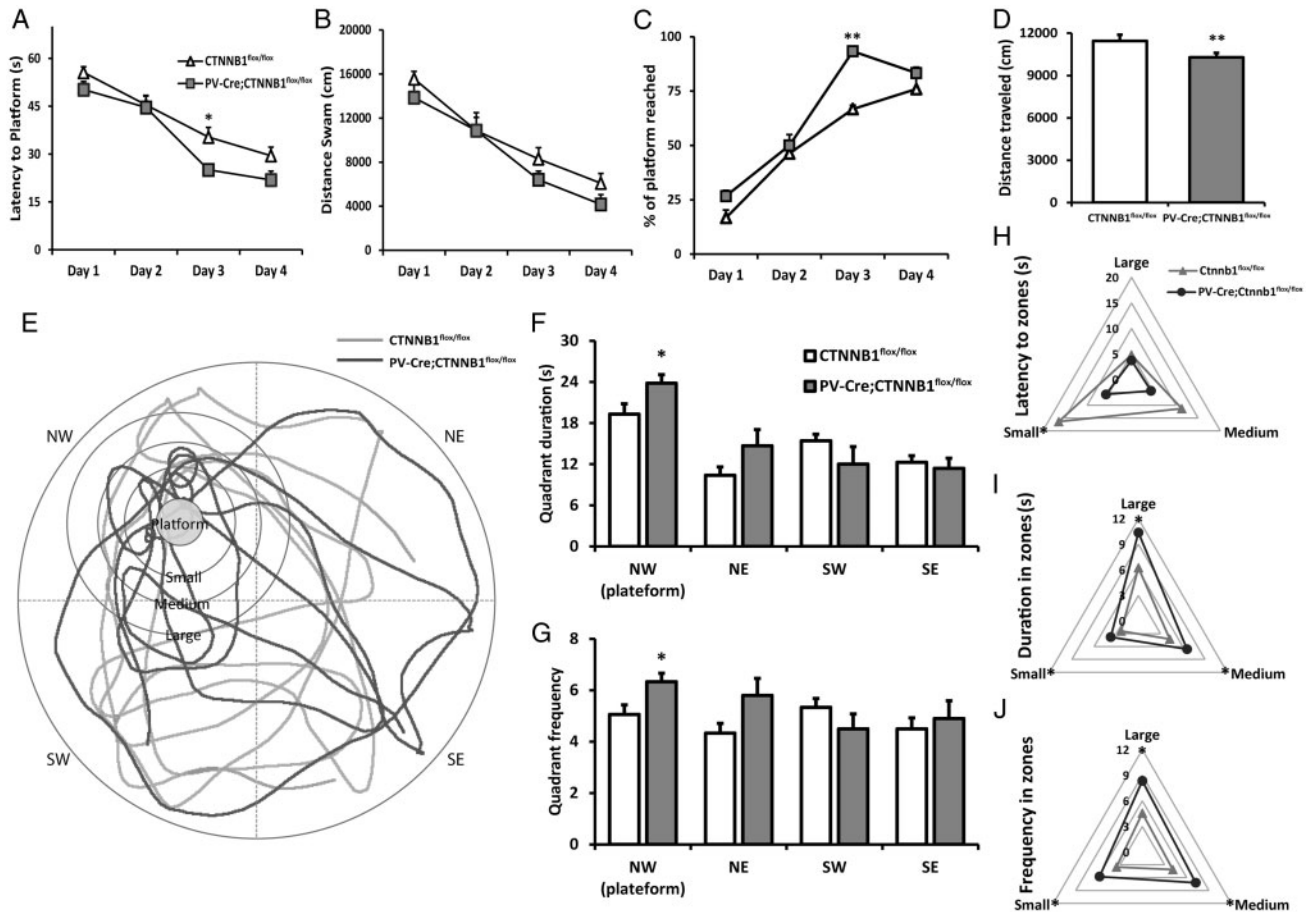 A
Latency to Platform (s)
60
45
30
15
0
CTNNB1flox/flox
PV-Cre;CTNNB1flox/flox
*
Day 1 Day 2 Day 3 Day 4
B
Distance Swam (cm)
20000
16000
12000
8000
4000
0
Day 1 Day 2 Day 3 Day 4
C
% of platform reached
100
75
50
25
0
**
Day 1 Day 2 Day 3 Day 4
D
Distance traveled (cm)
12000
9000
6000
3000
0
**
CTNNB1flox/flox PV-Cre;CTNNB1flox/flox
E
CTNNB1flox/flox
PV-Cre;CTNNB1flox/flox
NW
NE
Platform
Small
Medium
Large
SW
SE
F
Quadrant duration (s)
30
24
18
12
6
0
*
CTNNB1flox/flox
PV-Cre;CTNNB1flox/flox
NW NE SW SE
(plateform)
G
Quadrant frequency
8
6
4
2
0
*
NW NE SW SE
(plateform)
H
Latency to zones (s)
Large
Ctnnb1flox/flox
PV-Cre;Ctnnb1flox/flox
20
15
10
5
0
Small* Medium
I
Duration in zones (s)
Large
*
12
9
6
3
0
Small* *Medium
J
Frequency in zones
Large
*
12
9
6
3
0
Small* *Medium